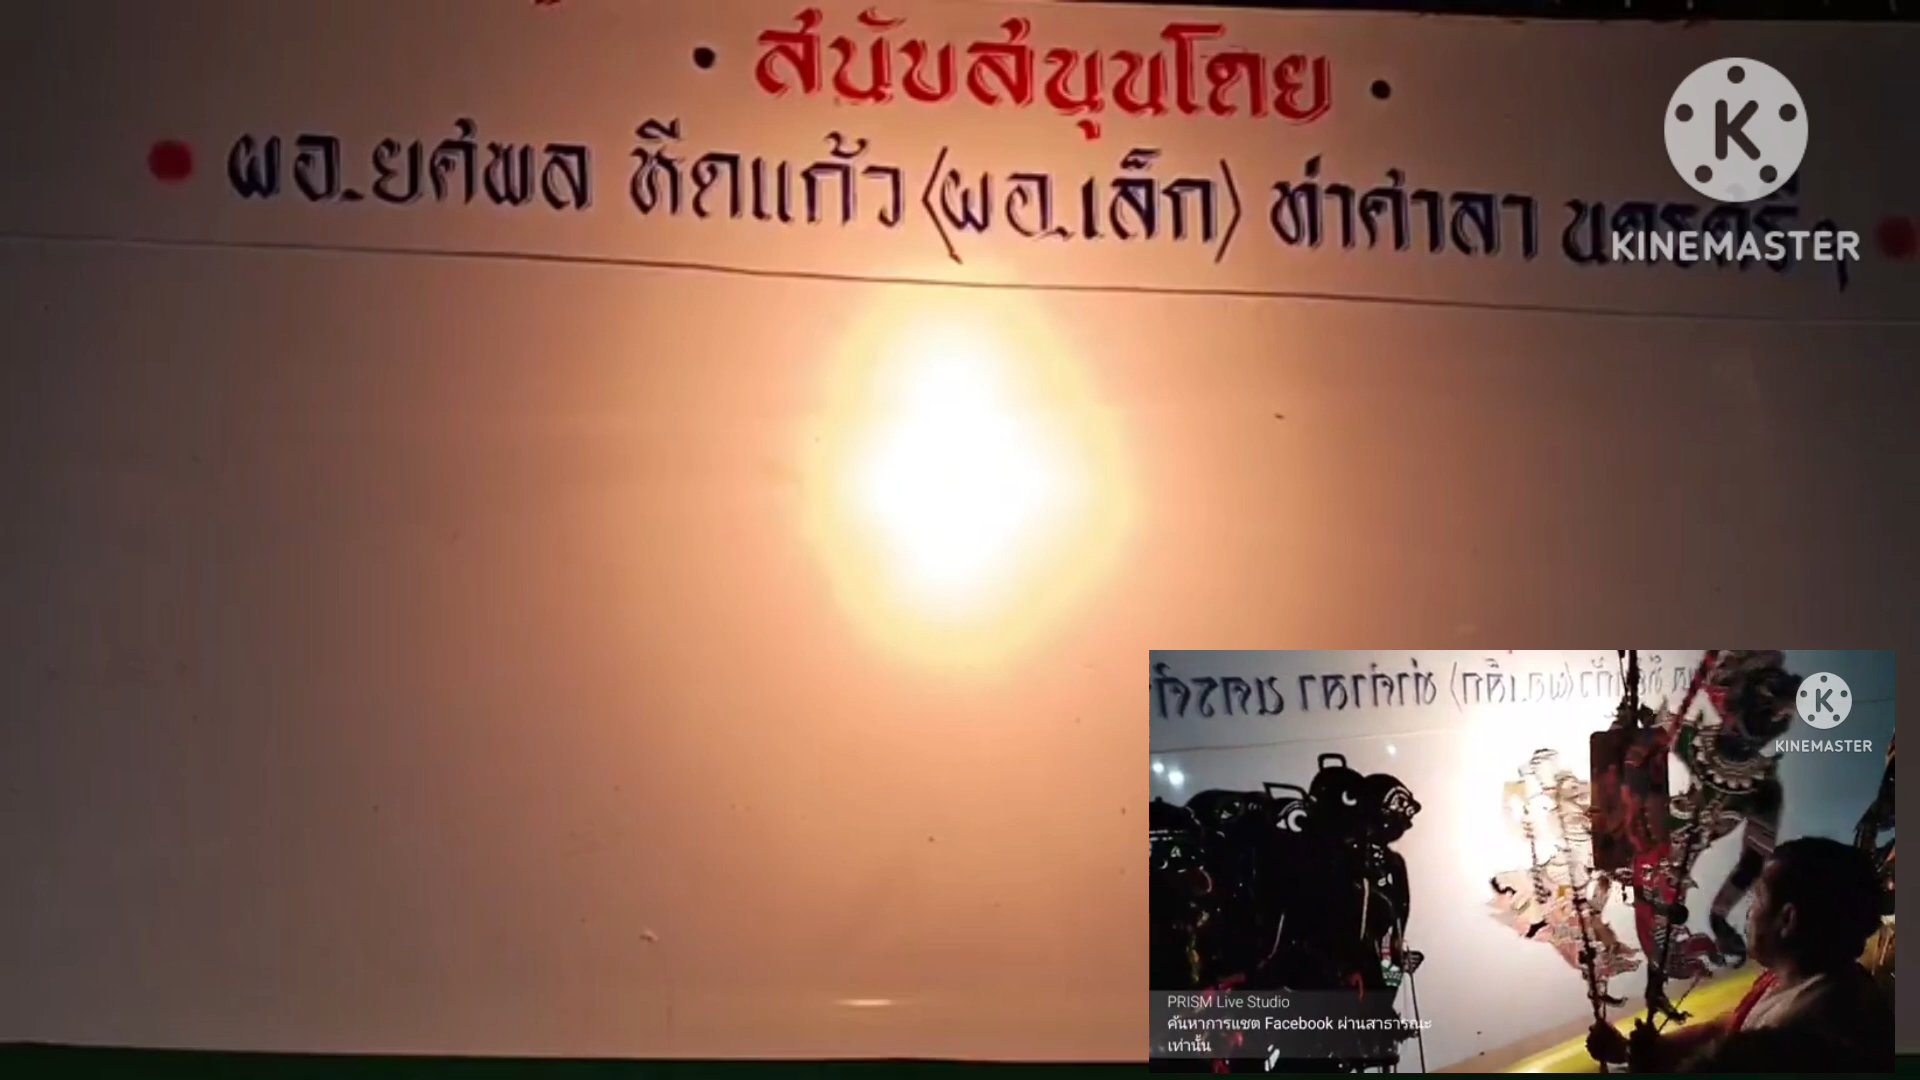 • สนับสนุนโดย •
• ผอ.ยศพล หีดแก้ว (ผอ.เล็ก) ท่าศาลา นครศรีฯ •
KINEMASTER
KINEMASTER
PRISM Live Studio
ค้นหาการแชต Facebook ผ่านสาธารณะ
เท่านั้น